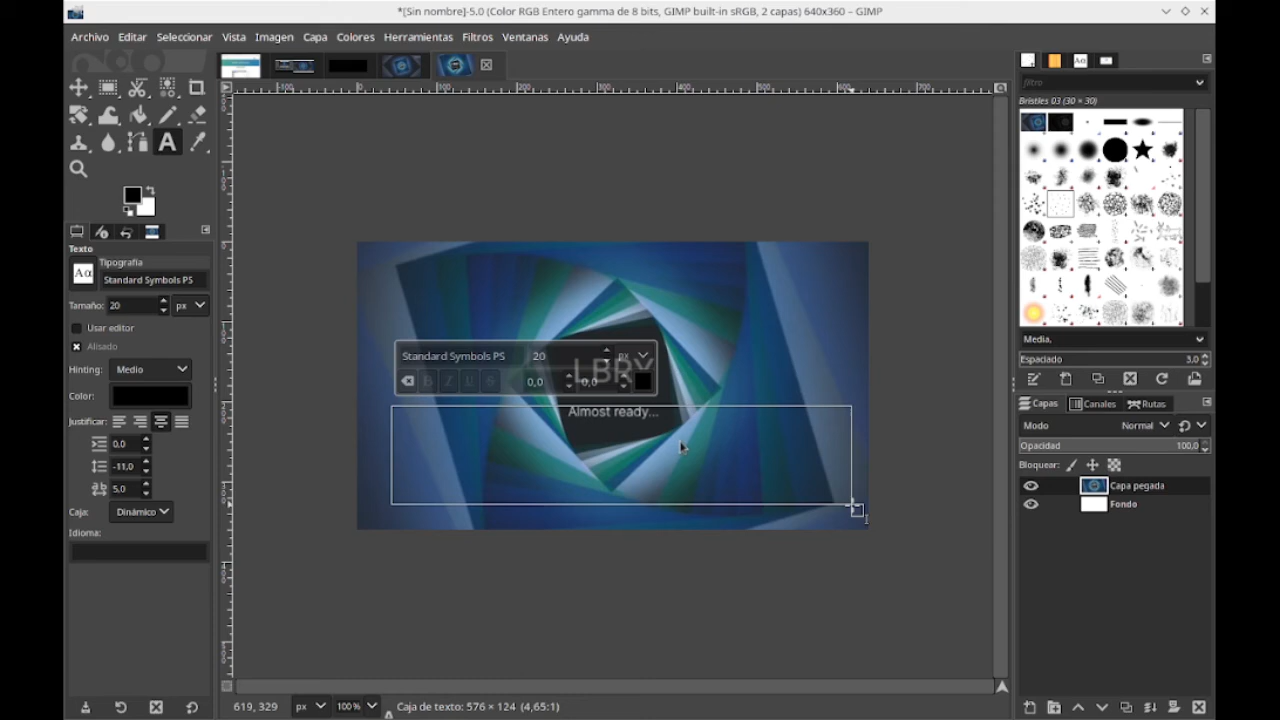 *[Sin nombre]-5.0 (Color RGB Entero gamma de 8 bits, GIMP built-in sRGB, 2 capas) 640x360 – GIMP
Archivo Editar Seleccionar Vista Imagen Capa Colores Herramientas Filtros Ventanas Ayuda
filtro
Bristles 03 (30 × 30)
Texto
Tipografía
Aα Standard Symbols PS
Tamaño: 20 px
Usar editor
Alisado
Hinting: Medio
Color:
Justificar:
0,0
-11,0
5,0
Caja: Dinámico
Idioma:
Standard Symbols PS 20 px
0,0 0,0
LBRY
Almost ready...
Media,
Espaciado 3,0
Capas Canales Rutas
Modo Normal
Opacidad 100,0
Bloquear:
Capa pegada
Fondo
619, 329 px 100% Caja de texto: 576 × 124 (4,65:1)